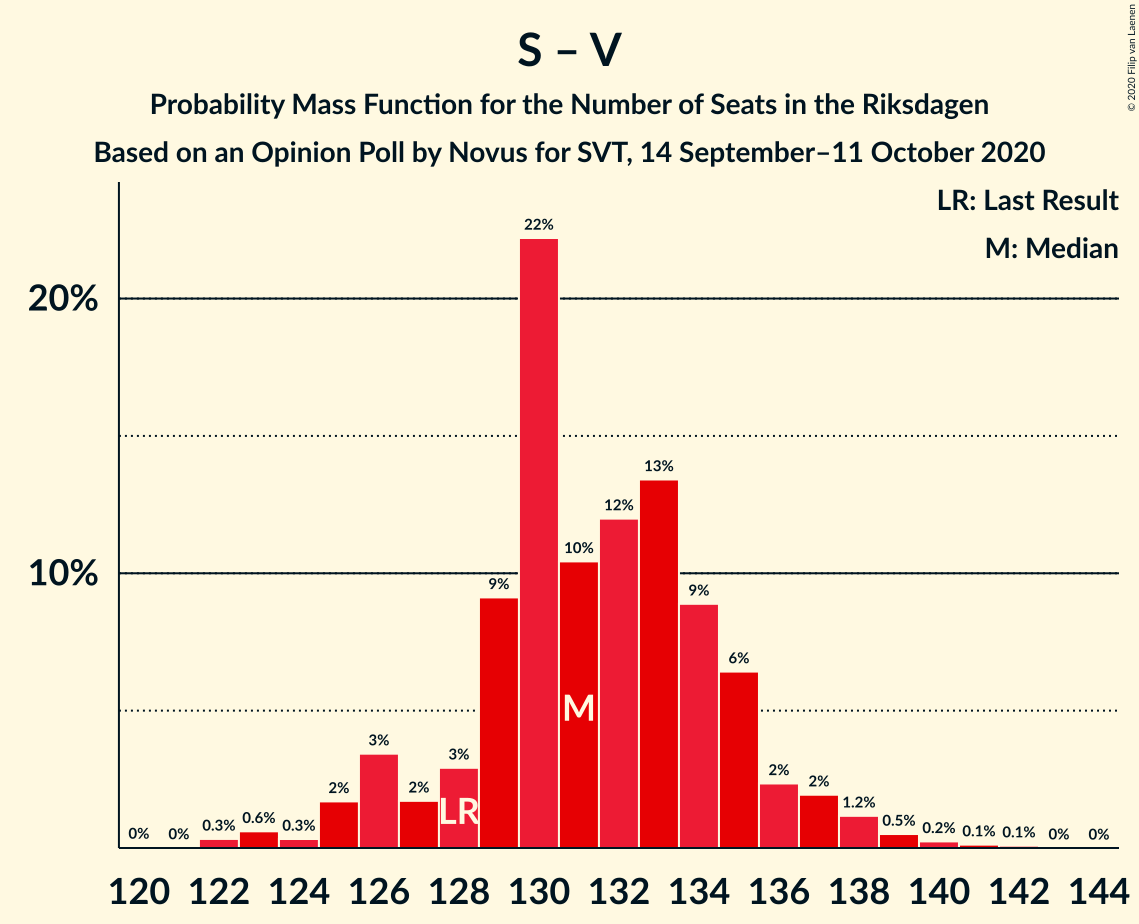 S – V
Probability Mass Function for the Number of Seats in the Riksdagen
Based on an Opinion Poll by Novus for SVT, 14 September–11 October 2020
© 2020 Filip van Laenen
LR: Last Result
M: Median
20%
10%
0% 0% 0.3% 0.6% 0.3% 2% 3% 2% 3% 9% 22% 10% 12% 13% 9% 6% 2% 2% 1.2% 0.5% 0.2% 0.1% 0.1% 0% 0%
M
LR
120 122 124 126 128 130 132 134 136 138 140 142 144